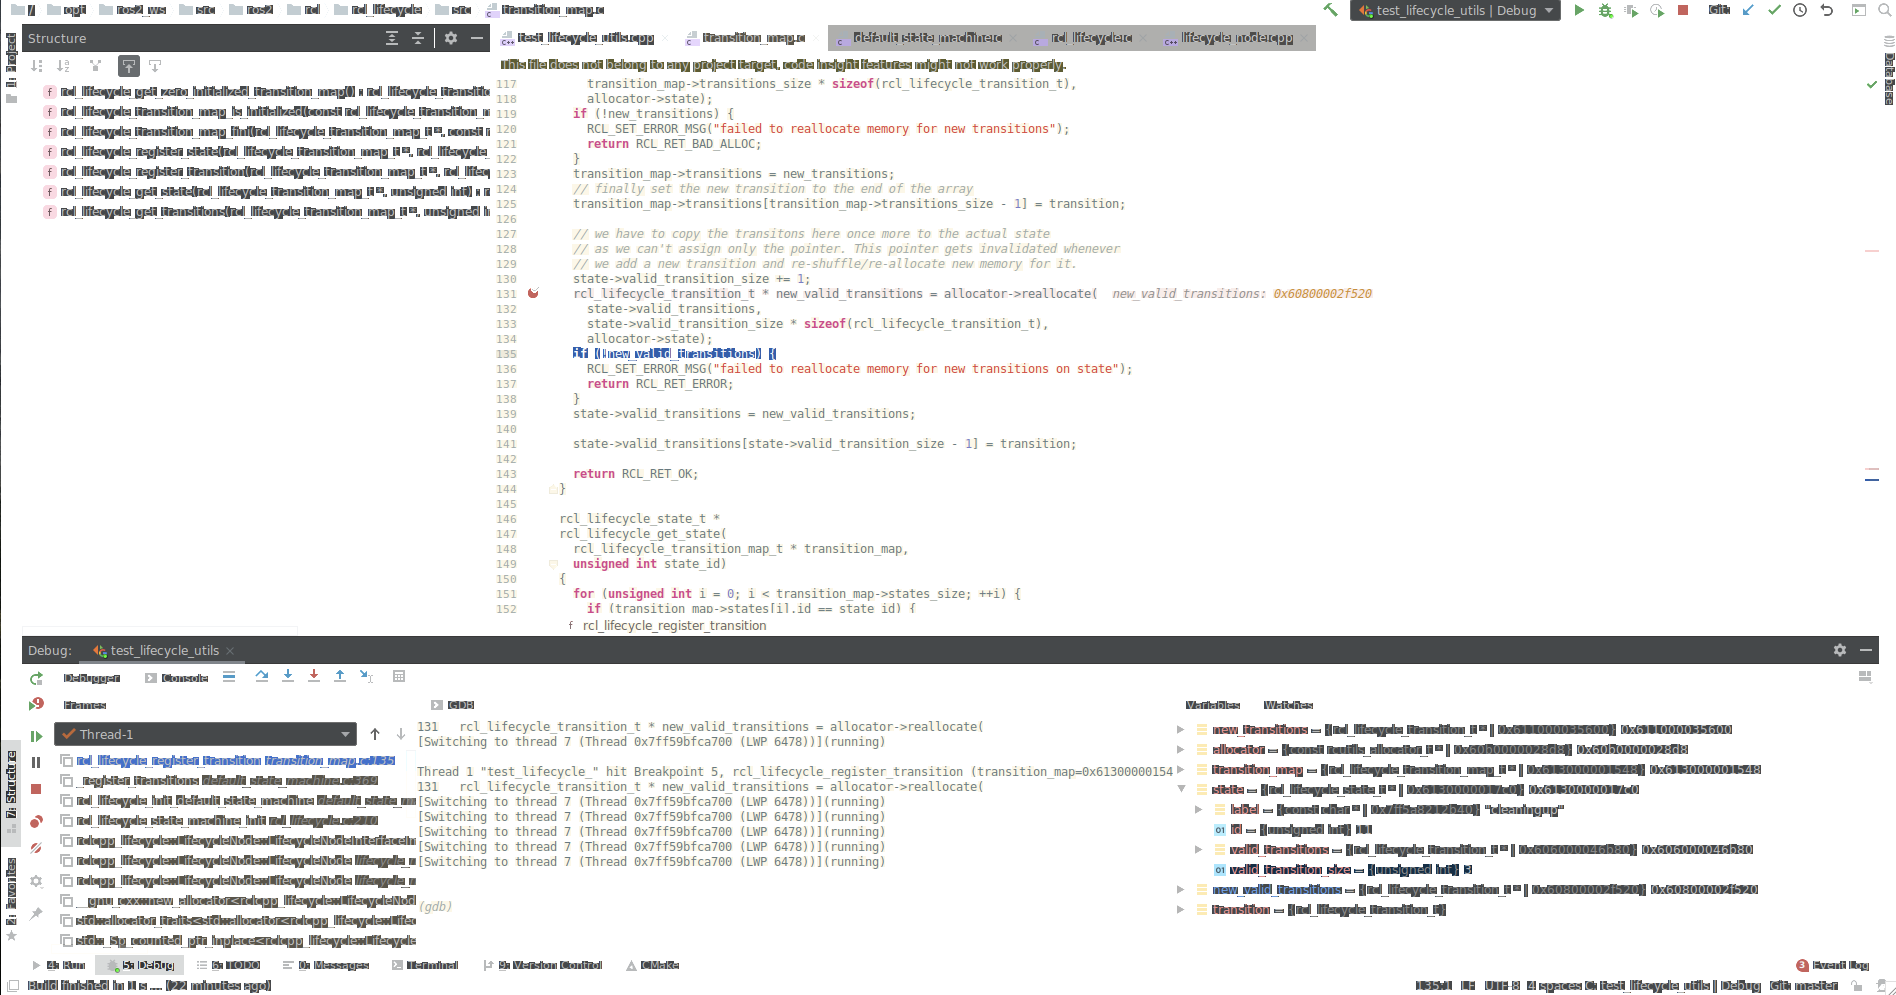 / opt ros2_ws src ros2 rcl rcl_lifecycle src transition_map.c
test_lifecycle_utils | Debug
Git:
Structure
test_lifecycle_utils.cpp transition_map.c default_state_machine.c rcl_lifecycle.c lifecycle_node.cpp
This file does not belong to any project target, code insight features might not work properly.
rcl_lifecycle_get_zero_initialized_transition_map() : rcl_lifecycle_transitic
rcl_lifecycle_transition_map_is_initialized(const rcl_lifecycle_transition_m
rcl_lifecycle_transition_map_fini(rcl_lifecycle_transition_map_t *, const r
rcl_lifecycle_register_state(rcl_lifecycle_transition_map_t *, rcl_lifecycle_
rcl_lifecycle_register_transition(rcl_lifecycle_transition_map_t *, rcl_lifec
rcl_lifecycle_get_state(rcl_lifecycle_transition_map_t *, unsigned int) : r
rcl_lifecycle_get_transitions(rcl_lifecycle_transition_map_t *, unsigned in
117 transition_map->transitions_size * sizeof(rcl_lifecycle_transition_t),
118 allocator->state);
119 if (!new_transitions) {
120 RCL_SET_ERROR_MSG("failed to reallocate memory for new transitions");
121 return RCL_RET_BAD_ALLOC;
122 }
123 transition_map->transitions = new_transitions;
124 // finally set the new transition to the end of the array
125 transition_map->transitions[transition_map->transitions_size - 1] = transition;
126
127 // we have to copy the transitons here once more to the actual state
128 // as we can't assign only the pointer. This pointer gets invalidated whenever
129 // we add a new transition and re-shuffle/re-allocate new memory for it.
130 state->valid_transition_size += 1;
131 rcl_lifecycle_transition_t * new_valid_transitions = allocator->reallocate( new_valid_transitions: 0x60800002f520
132 state->valid_transitions,
133 state->valid_transition_size * sizeof(rcl_lifecycle_transition_t),
134 allocator->state);
135 if (!new_valid_transitions) {
136 RCL_SET_ERROR_MSG("failed to reallocate memory for new transitions on state");
137 return RCL_RET_ERROR;
138 }
139 state->valid_transitions = new_valid_transitions;
140
141 state->valid_transitions[state->valid_transition_size - 1] = transition;
142
143 return RCL_RET_OK;
144 }
145
146 rcl_lifecycle_state_t *
147 rcl_lifecycle_get_state(
148 rcl_lifecycle_transition_map_t * transition_map,
149 unsigned int state_id)
150 {
151 for (unsigned int i = 0; i < transition_map->states_size; ++i) {
152 if (transition_map->states[i].id == state_id) {
f rcl_lifecycle_register_transition
Debug: test_lifecycle_utils
Debugger Console
Frames
Thread-1
rcl_lifecycle_register_transition transition_map.c:135
_register_transitions default_state_machine.c:369
rcl_lifecycle_init_default_state_machine default_state_m
rcl_lifecycle_state_machine_init rcl_lifecycle.c:210
rclcpp_lifecycle::LifecycleNode::LifecycleNodeInterfaceIm
rclcpp_lifecycle::LifecycleNode::LifecycleNode lifecycle_n
rclcpp_lifecycle::LifecycleNode::LifecycleNode lifecycle_n
__gnu_cxx::new_allocator<rclcpp_lifecycle::LifecycleNod
std::allocator_traits<std::allocator<rclcpp_lifecycle::Lifec
std::_Sp_counted_ptr_inplace<rclcpp_lifecycle::Lifecycle
GDB
131 rcl_lifecycle_transition_t * new_valid_transitions = allocator->reallocate(
[Switching to thread 7 (Thread 0x7ff59bfca700 (LWP 6478))](running)
Thread 1 "test_lifecycle_" hit Breakpoint 5, rcl_lifecycle_register_transition (transition_map=0x61300000154
131 rcl_lifecycle_transition_t * new_valid_transitions = allocator->reallocate(
[Switching to thread 7 (Thread 0x7ff59bfca700 (LWP 6478))](running)
[Switching to thread 7 (Thread 0x7ff59bfca700 (LWP 6478))](running)
[Switching to thread 7 (Thread 0x7ff59bfca700 (LWP 6478))](running)
[Switching to thread 7 (Thread 0x7ff59bfca700 (LWP 6478))](running)
[Switching to thread 7 (Thread 0x7ff59bfca700 (LWP 6478))](running)
(gdb)
Variables Watches
new_transitions = {rcl_lifecycle_transition_t * | 0x611000035600} 0x611000035600
allocator = {const rcutils_allocator_t * | 0x60b0000028d8} 0x60b0000028d8
transition_map = {rcl_lifecycle_transition_map_t * | 0x613000001548} 0x613000001548
state = {rcl_lifecycle_state_t * | 0x6130000017c0} 0x6130000017c0
label = {const char * | 0x7ff5a8212b40} "cleaningup"
id = {unsigned int} 11
valid_transitions = {rcl_lifecycle_transition_t * | 0x606000046b80} 0x606000046b80
valid_transition_size = {unsigned int} 3
new_valid_transitions = {rcl_lifecycle_transition_t * | 0x60800002f520} 0x60800002f520
transition = {rcl_lifecycle_transition_t}
1: Project
Database
7: Structure
2: Favorites
4: Run 5: Debug 6: TODO 0: Messages Terminal 9: Version Control CMake
3 Event Log
Build finished in 1 s ... (22 minutes ago)
135:1 LF UTF-8 4 spaces C: test_lifecycle_utils | Debug Git: master